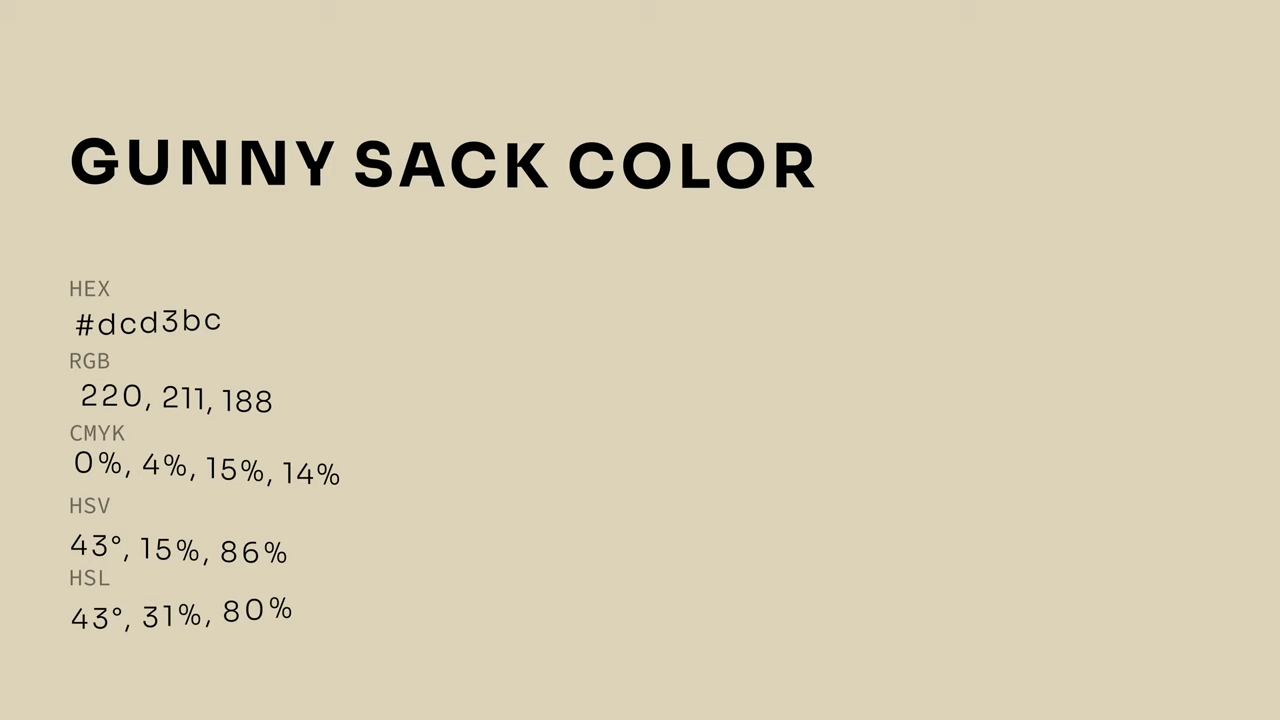 GUNNY SACK COLOR
HEX
#dcd3bc
RGB
220, 211, 188
CMYK
0%, 4%, 15%, 14%
HSV
43°, 15%, 86%
HSL
43°, 31%, 80%